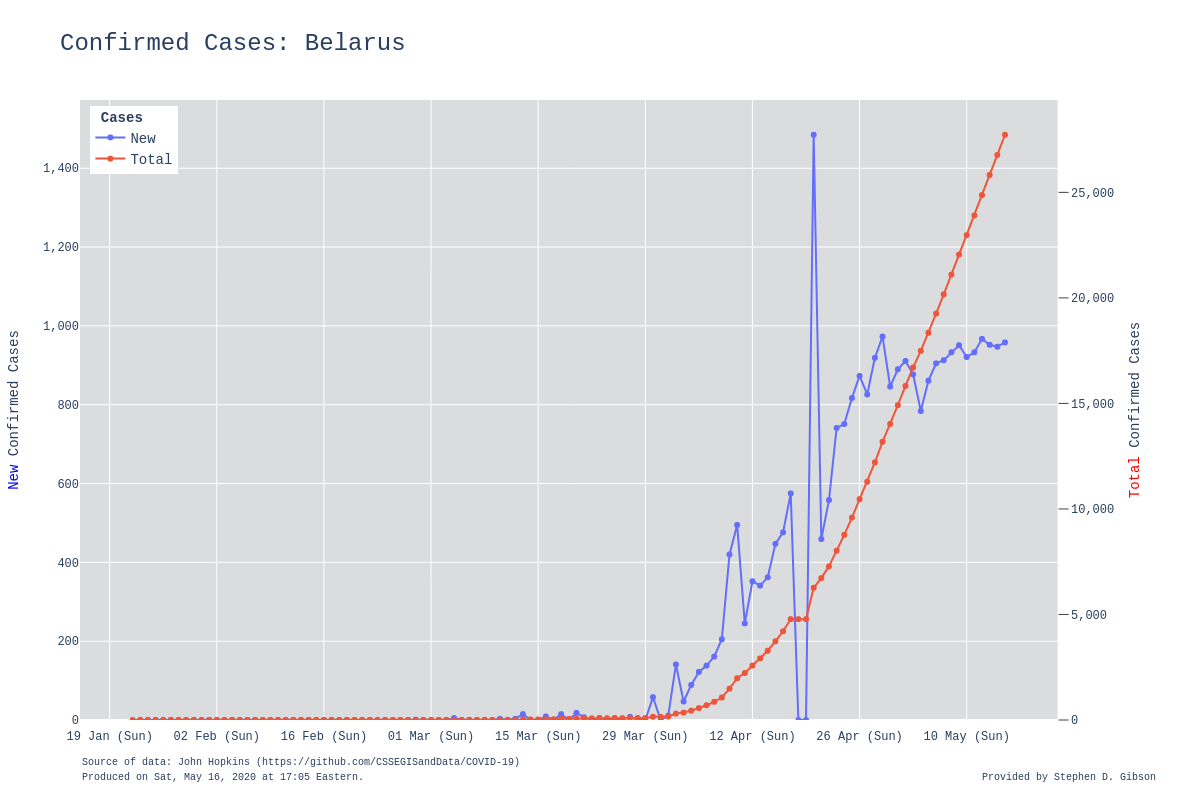 Confirmed Cases: Belarus
Cases
New
Total
1,400
1,200
1,000
800
600
400
200
0
New Confirmed Cases
25,000
20,000
15,000
10,000
5,000
0
Total Confirmed Cases
19 Jan (Sun) 02 Feb (Sun) 16 Feb (Sun) 01 Mar (Sun) 15 Mar (Sun) 29 Mar (Sun) 12 Apr (Sun) 26 Apr (Sun) 10 May (Sun)
Source of data: John Hopkins (https://github.com/CSSEGISandData/COVID-19)
Produced on Sat, May 16, 2020 at 17:05 Eastern.
Provided by Stephen D. Gibson